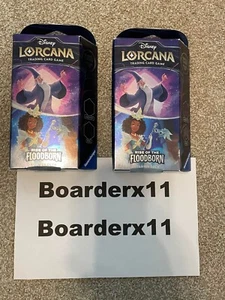 Disney
LORCANA
TRADING CARD GAME
RISE OF THE
FLOODBORN
Disney
LORCANA
TRADING CARD GAME
RISE OF THE
FLOODBORN
Boarderx11
Boarderx11